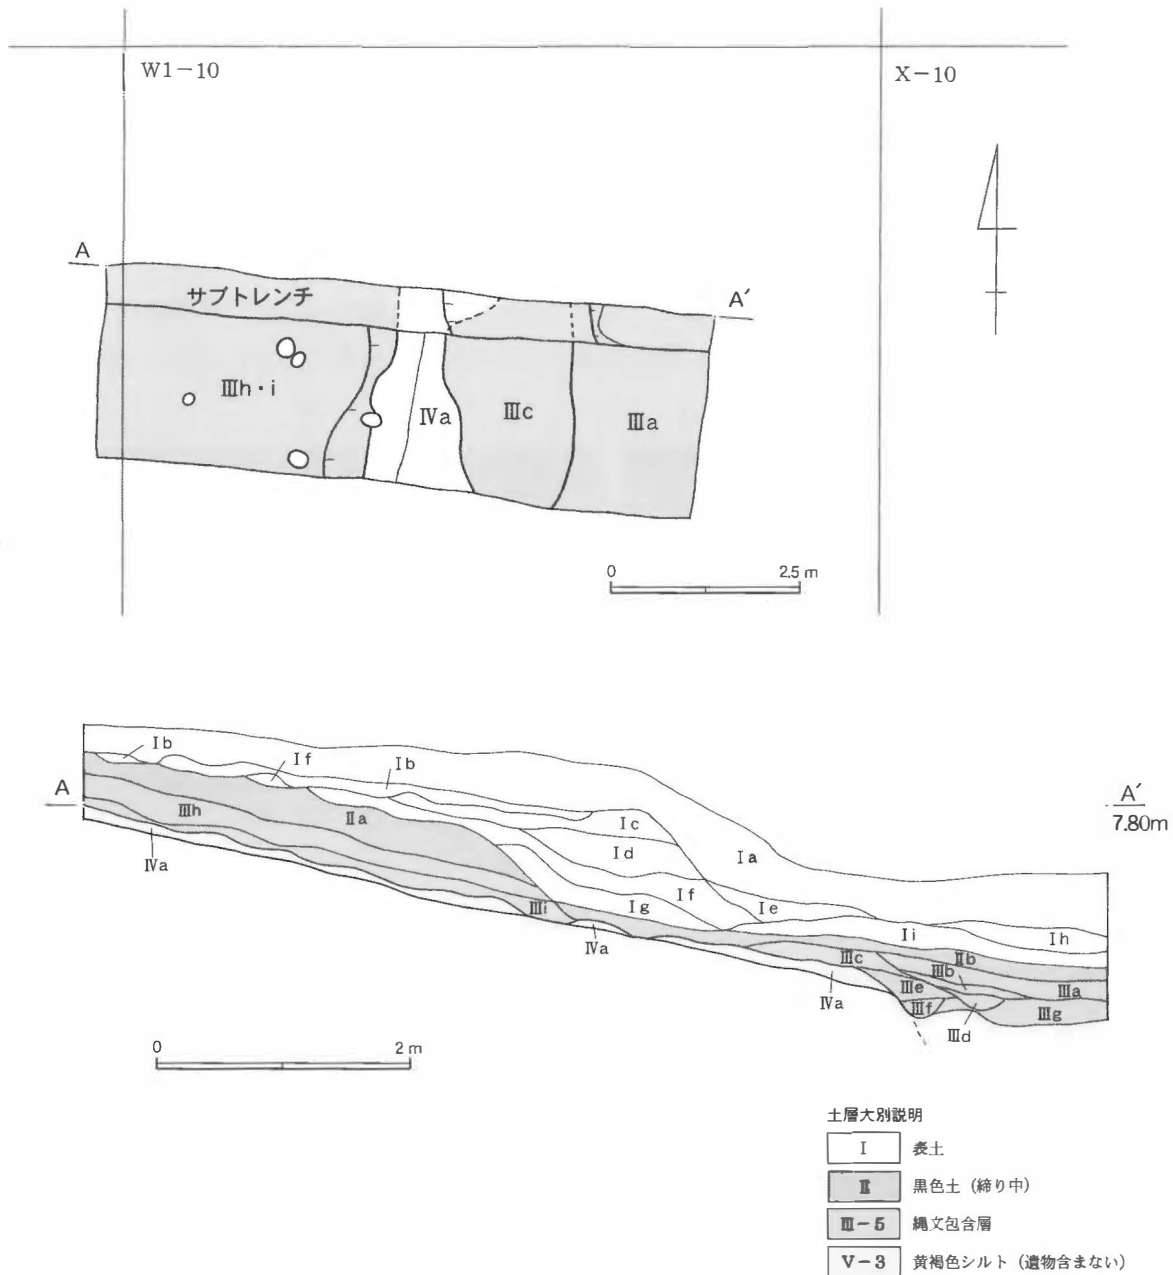 W1-10
X-10
A
サブトレンチ
A′
Ⅲh・i
Ⅳa
Ⅲc
Ⅲa
0 2.5 m
Ib
If
Ib
A
A′
7.80m
Ⅲh
Ⅱa
Ic
Id
Ia
Ⅳa
If
Ie
Ig
Ii
Ih
Ⅲi
Ⅳa
Ⅱb
Ⅲc
Ⅲb
Ⅲa
Ⅳa
Ⅲe
Ⅲf
Ⅲg
Ⅲd
0 2 m
土層大別説明
Ⅰ 表土
Ⅱ 黒色土（締り中）
Ⅲ-5 縄文包含層
Ⅴ-3 黄褐色シルト（遺物含まない）